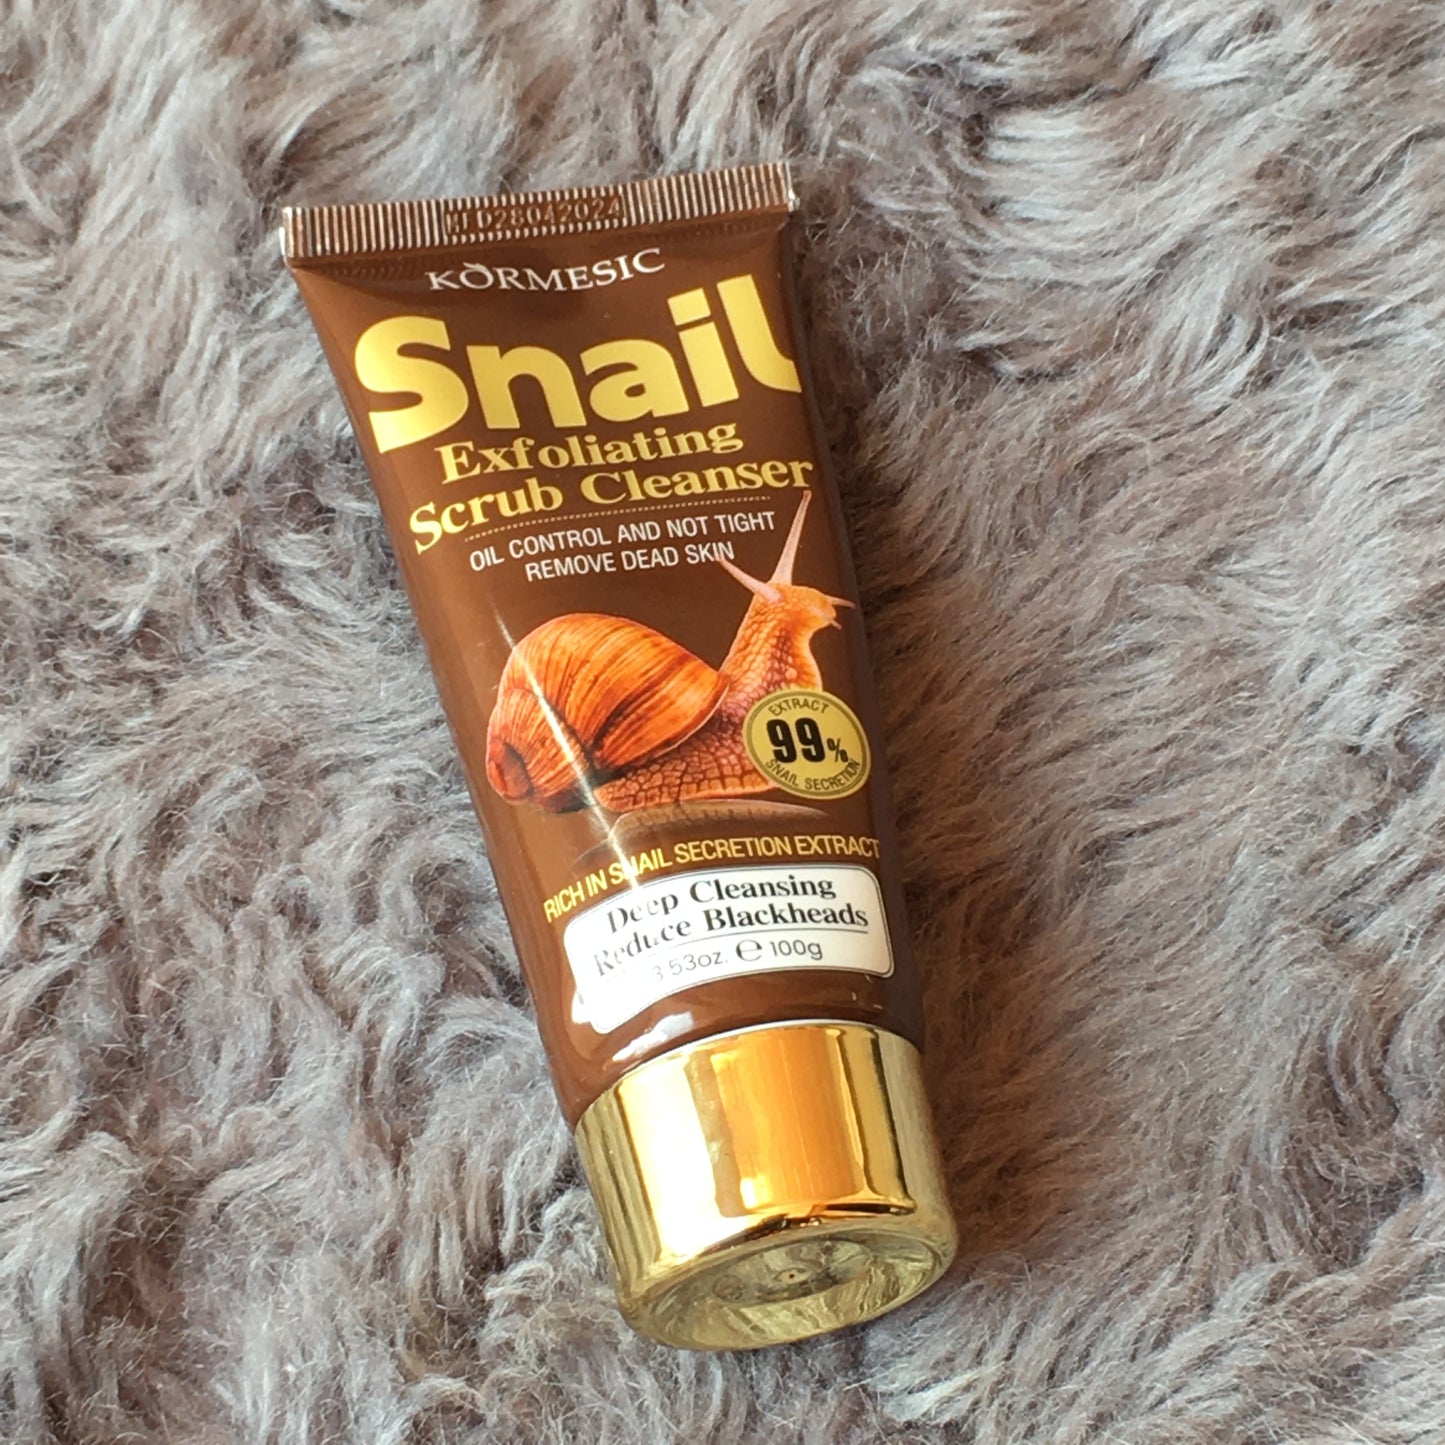 28042024
KORMESIC
Snail
Exfoliating
Scrub Cleanser
OIL CONTROL AND NOT TIGHT
REMOVE DEAD SKIN
EXTRACT
99%
SNAIL SECRETION
RICH IN SNAIL SECRETION EXTRACT
Deep Cleansing
Reduce Blackheads
3.53oz. ℮ 100g